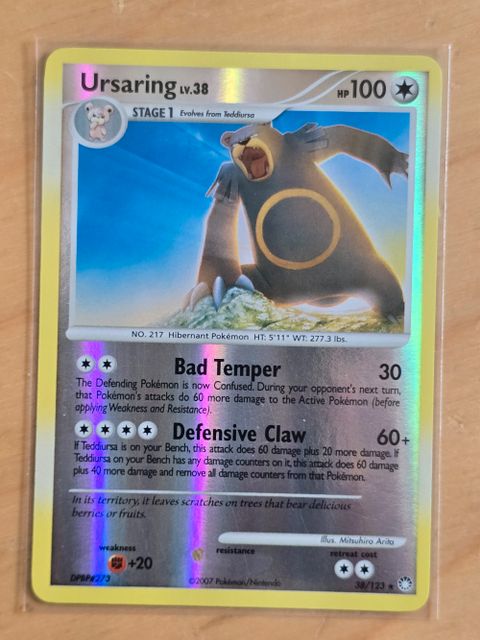 Ursaring LV.38 HP 100
STAGE 1 Evolves from Teddiursa
NO. 217 Hibernant Pokémon HT: 5'11" WT: 277.3 lbs.
Bad Temper 30
The Defending Pokémon is now Confused. During your opponent's next turn,
that Pokémon's attacks do 60 more damage to the Active Pokémon (before
applying Weakness and Resistance).
Defensive Claw 60+
If Teddiursa is on your Bench, this attack does 60 damage plus 20 more damage. If
Teddiursa on your Bench has any damage counters on it, this attack does 60 damage
plus 40 more damage and remove all damage counters from that Pokémon.
In its territory, it leaves scratches on trees that bear delicious
berries or fruits.
Illus. Mitsuhiro Arita
weakness resistance retreat cost
+20
DPBP#273 ©2007 Pokémon/Nintendo 38/123 ★